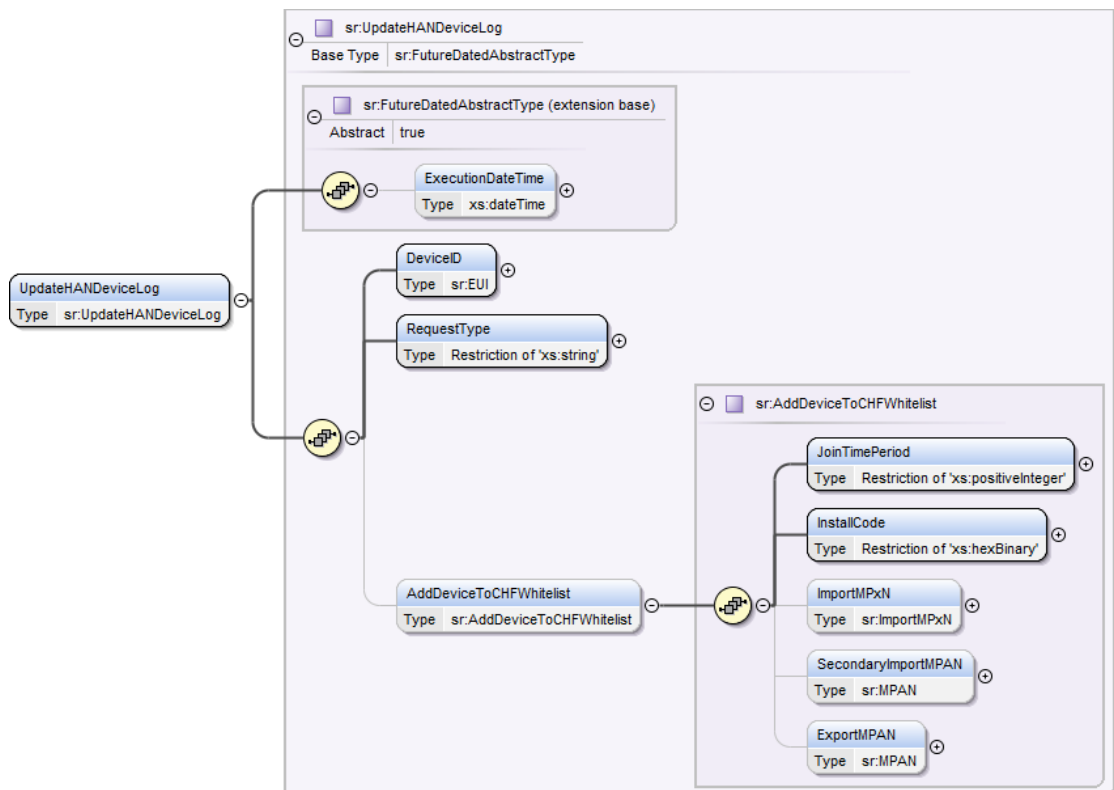 sr:UpdateHANDeviceLog
Base Type sr:FutureDatedAbstractType
sr:FutureDatedAbstractType (extension base)
Abstract true
ExecutionDateTime
Type xs:dateTime
UpdateHANDeviceLog
Type sr:UpdateHANDeviceLog
DeviceID
Type sr:EUI
RequestType
Type Restriction of 'xs:string'
AddDeviceToCHFWhitelist
Type sr:AddDeviceToCHFWhitelist
sr:AddDeviceToCHFWhitelist
JoinTimePeriod
Type Restriction of 'xs:positiveInteger'
InstallCode
Type Restriction of 'xs:hexBinary'
ImportMPxN
Type sr:ImportMPxN
SecondaryImportMPAN
Type sr:MPAN
ExportMPAN
Type sr:MPAN